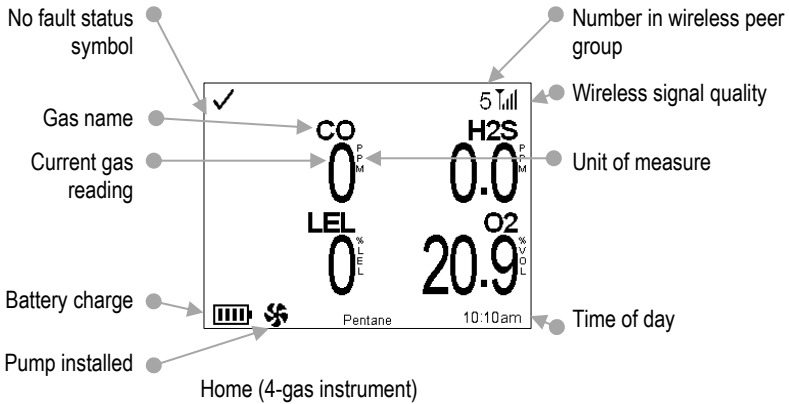 No fault status
symbol
Number in wireless peer
group
Wireless signal quality
5
Gas name
CO
H2S
Current gas
reading
0
PPM
0.0
PPM
Unit of measure
LEL
O2
0
%LEL
20.9
%VOL
Battery charge
Pentane
10:10am
Time of day
Pump installed
Home (4-gas instrument)